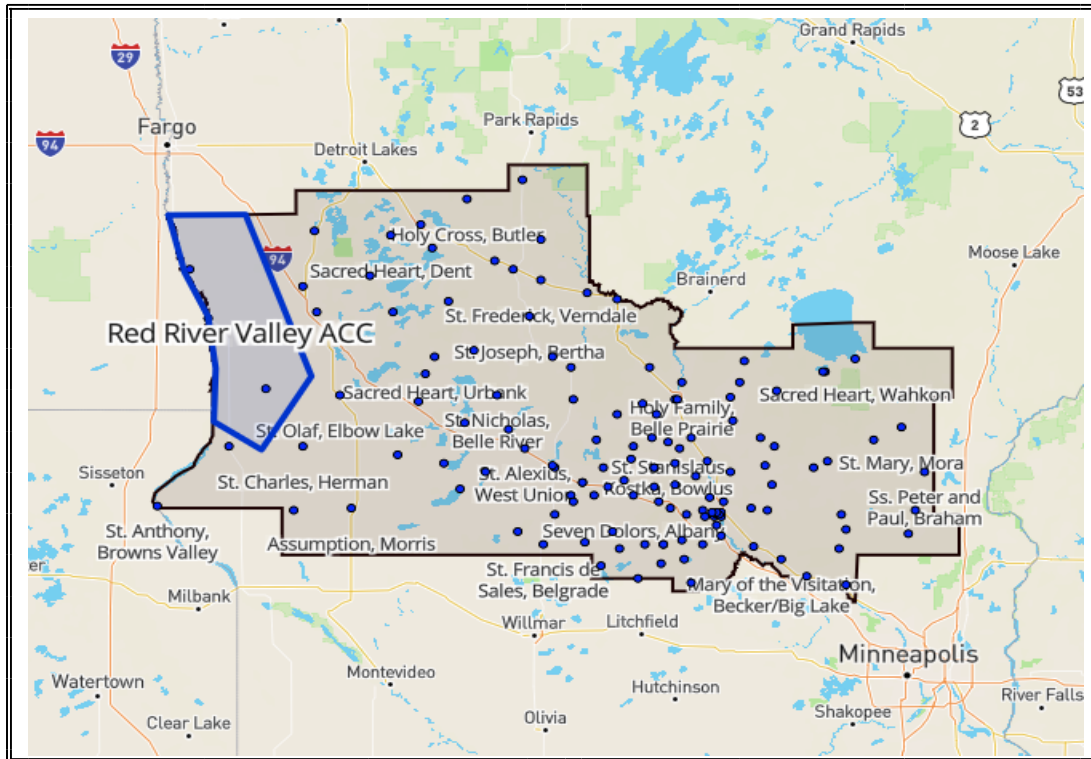 Grand Rapids
29
53
Park Rapids
2
Fargo
94
Detroit Lakes
Holy Cross, Butler
Moose Lake
94
Sacred Heart, Dent
Brainerd
St. Frederick, Verndale
Red River Valley ACC
St. Joseph, Bertha
Sacred Heart, Urbank
Sacred Heart, Wahkon
Holy Family,
Belle Prairie
St. Nicholas,
Belle River
St. Olaf, Elbow Lake
St. Mary, Mora
Sisseton
St. Stanislaus
Kostka, Bowlus
St. Alexius,
West Union
St. Charles, Herman
Ss. Peter and
Paul, Braham
St. Anthony,
Browns Valley
Seven Dolors, Albany
Assumption, Morris
St. Francis de
Sales, Belgrade
Mary of the Visitation,
Becker/Big Lake
Milbank
Willmar
Litchfield
Minneapolis
Montevideo
Watertown
Hutchinson
River Falls
Shakopee
Olivia
Clear Lake